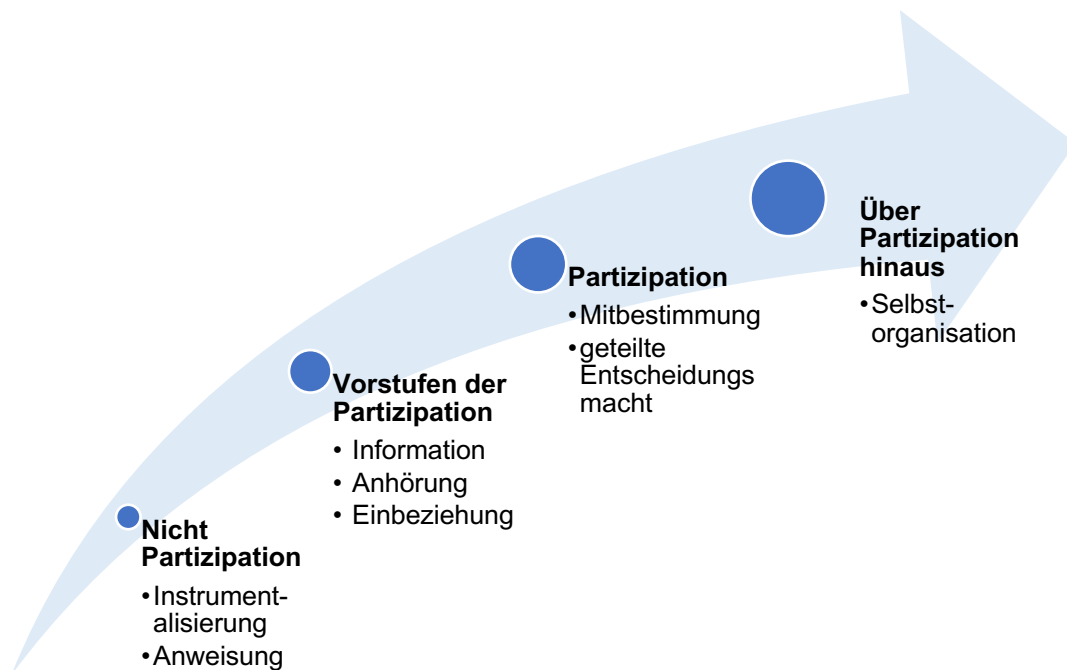 Nicht
Partizipation
•Instrument-
alisierung
•Anweisung
Vorstufen der
Partizipation
• Information
• Anhörung
• Einbeziehung
Partizipation
•Mitbestimmung
•geteilte
Entscheidungs
macht
Über
Partizipation
hinaus
•Selbst-
organisation